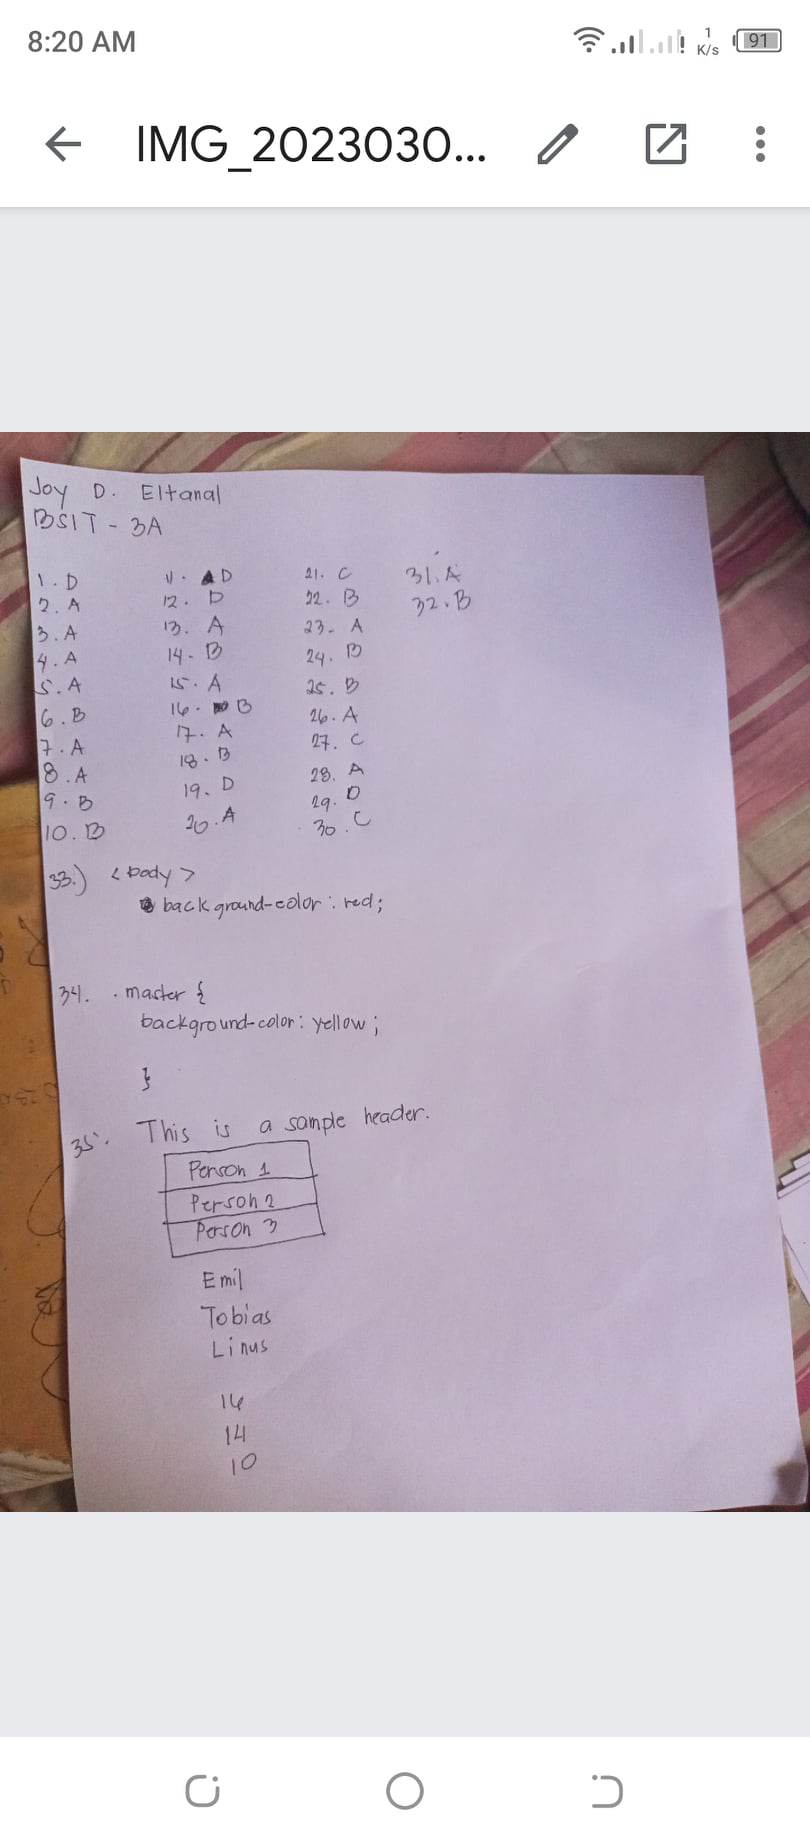 8:20 AM
1
K/s
91
IMG_2023030...
Joy D. Eltanal
BSIT - 3A
1. D
2. A
3. A
4. A
5. A
6. B
7. A
8. A
9. B
10. B
11. D
12. D
13. A
14. B
15. A
16. B
17. A
18. B
19. D
20. A
21. C
22. B
23. A
24. B
25. B
26. A
27. C
28. A
29. D
30. C
31. A
32. B
33.) <body>
background-color: red;
34. .master {
background-color: yellow;
}
35. This is a sample header.
Person 1
Person 2
Person 3
Emil
Tobias
Linus
16
14
10